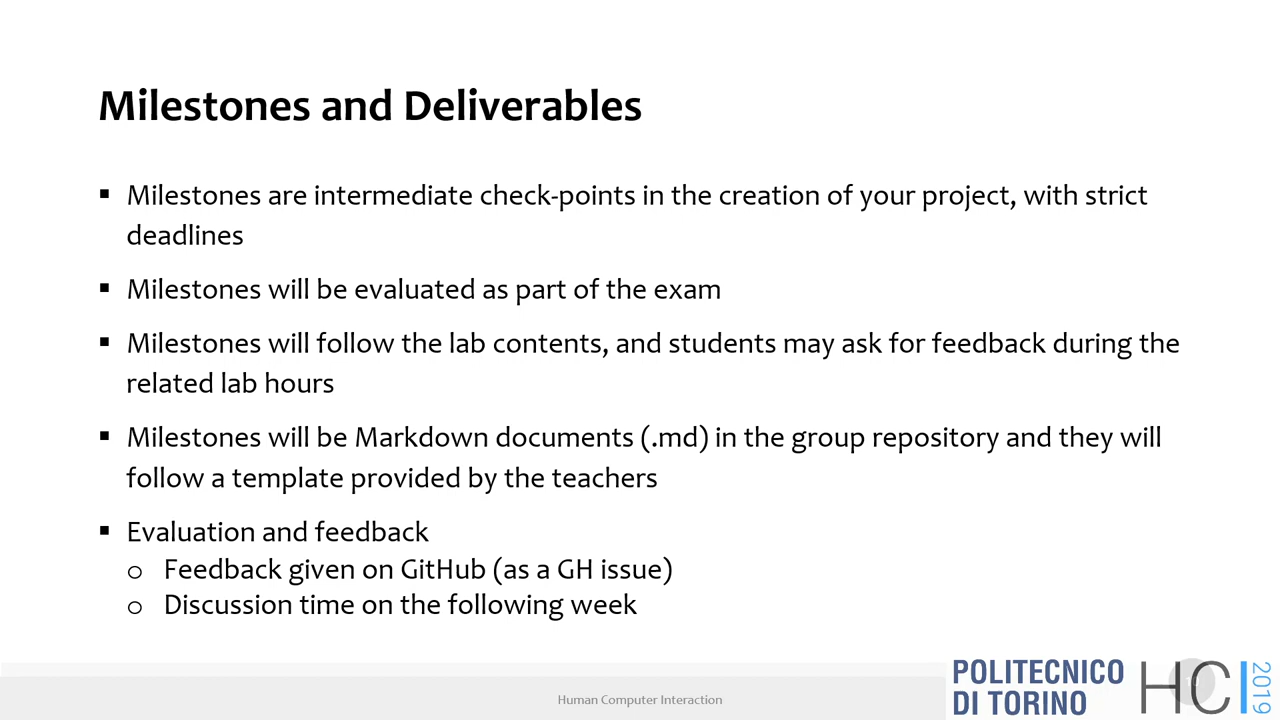 Milestones and Deliverables
▪ Milestones are intermediate check-points in the creation of your project, with strict
deadlines
▪ Milestones will be evaluated as part of the exam
▪ Milestones will follow the lab contents, and students may ask for feedback during the
related lab hours
▪ Milestones will be Markdown documents (.md) in the group repository and they will
follow a template provided by the teachers
▪ Evaluation and feedback
o Feedback given on GitHub (as a GH issue)
o Discussion time on the following week
Human Computer Interaction
POLITECNICO
DI TORINO
HCI
2019